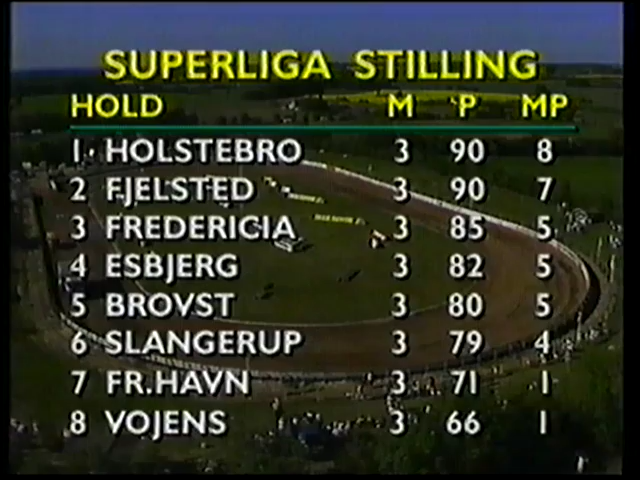 SUPERLIGA STILLING
HOLD M P MP
1 HOLSTEBRO 3 90 8
2 FJELSTED 3 90 7
3 FREDERICIA 3 85 5
4 ESBJERG 3 82 5
5 BROVST 3 80 5
6 SLANGERUP 3 79 4
7 FR.HAVN 3 71 1
8 VOJENS 3 66 1